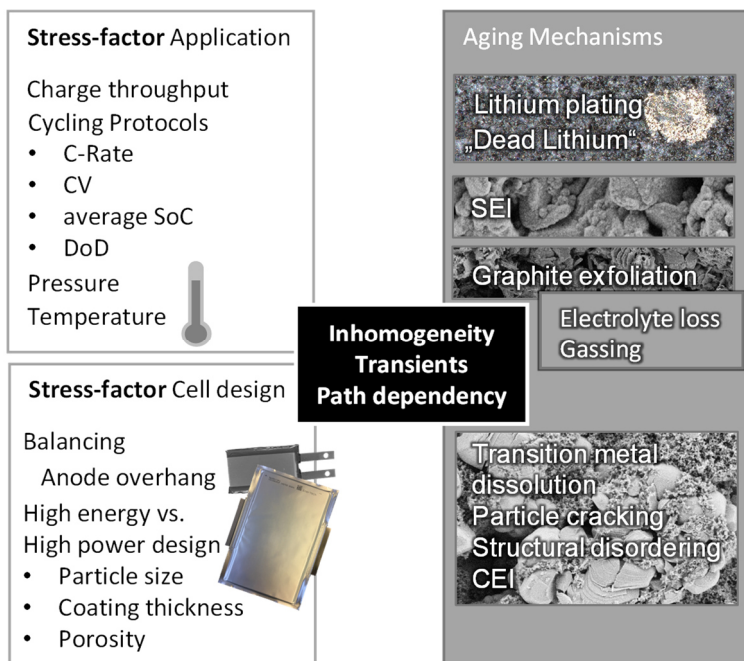 Stress-factor Application
Charge throughput
Cycling Protocols
• C-Rate
• CV
• average SoC
• DoD
Pressure
Temperature
Stress-factor Cell design
Balancing
Anode overhang
High energy vs.
High power design
• Particle size
• Coating thickness
• Porosity
Inhomogeneity
Transients
Path dependency
Aging Mechanisms
Lithium plating
„Dead Lithium“
SEI
Graphite exfoliation
Electrolyte loss
Gassing
Transition metal
dissolution
Particle cracking
Structural disordering
CEI